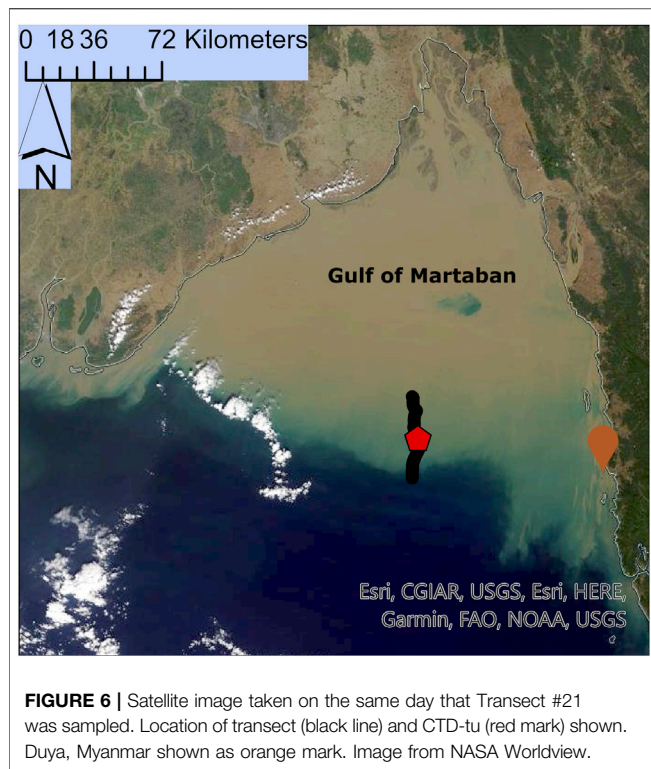 0 18 36 72 Kilometers
N
Gulf of Martaban
Esri, CGIAR, USGS, Esri, HERE,
Garmin, FAO, NOAA, USGS
FIGURE 6 | Satellite image taken on the same day that Transect #21
was sampled. Location of transect (black line) and CTD-tu (red mark) shown.
Duya, Myanmar shown as orange mark. Image from NASA Worldview.